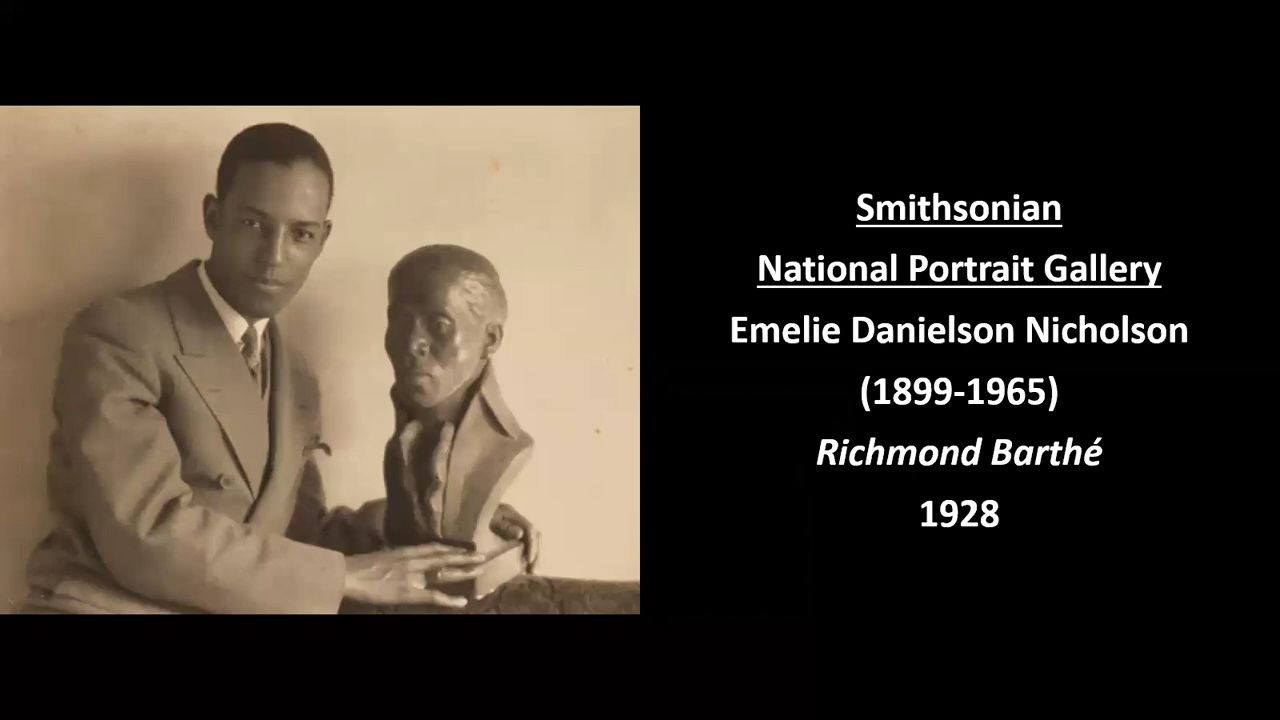 Smithsonian
National Portrait Gallery
Emelie Danielson Nicholson
(1899-1965)
Richmond Barthé
1928